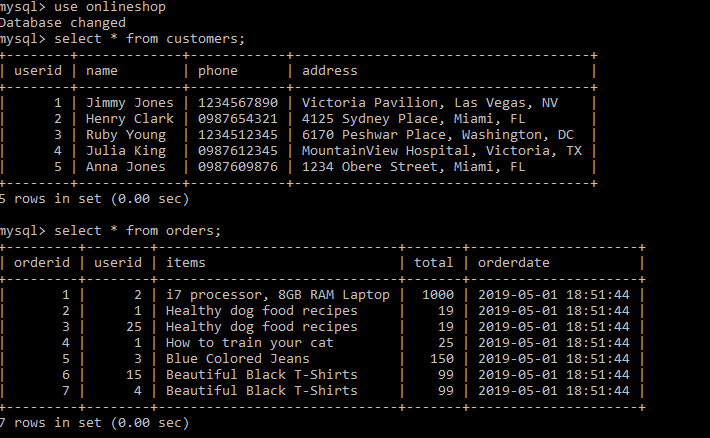 mysql> use onlineshop
Database changed
mysql> select * from customers;
+--------+-------------+------------+-------------------------------------+
| userid | name        | phone      | address                             |
+--------+-------------+------------+-------------------------------------+
|      1 | Jimmy Jones | 1234567890 | Victoria Pavilion, Las Vegas, NV    |
|      2 | Henry Clark | 0987654321 | 4125 Sydney Place, Miami, FL        |
|      3 | Ruby Young  | 1234512345 | 6170 Peshwar Place, Washington, DC  |
|      4 | Julia King  | 0987612345 | MountainView Hospital, Victoria, TX |
|      5 | Anna Jones  | 0987609876 | 1234 Obere Street, Miami, FL        |
+--------+-------------+------------+-------------------------------------+
5 rows in set (0.00 sec)

mysql> select * from orders;
+---------+--------+-----------------------------+-------+---------------------+
| orderid | userid | items                       | total | orderdate           |
+---------+--------+-----------------------------+-------+---------------------+
|       1 |      2 | i7 processor, 8GB RAM Laptop |  1000 | 2019-05-01 18:51:44 |
|       2 |      1 | Healthy dog food recipes    |    19 | 2019-05-01 18:51:44 |
|       3 |     25 | Healthy dog food recipes    |    19 | 2019-05-01 18:51:44 |
|       4 |      1 | How to train your cat       |    25 | 2019-05-01 18:51:44 |
|       5 |      3 | Blue Colored Jeans          |   150 | 2019-05-01 18:51:44 |
|       6 |     15 | Beautiful Black T-Shirts    |    99 | 2019-05-01 18:51:44 |
|       7 |      4 | Beautiful Black T-Shirts    |    99 | 2019-05-01 18:51:44 |
+---------+--------+-----------------------------+-------+---------------------+
7 rows in set (0.00 sec)